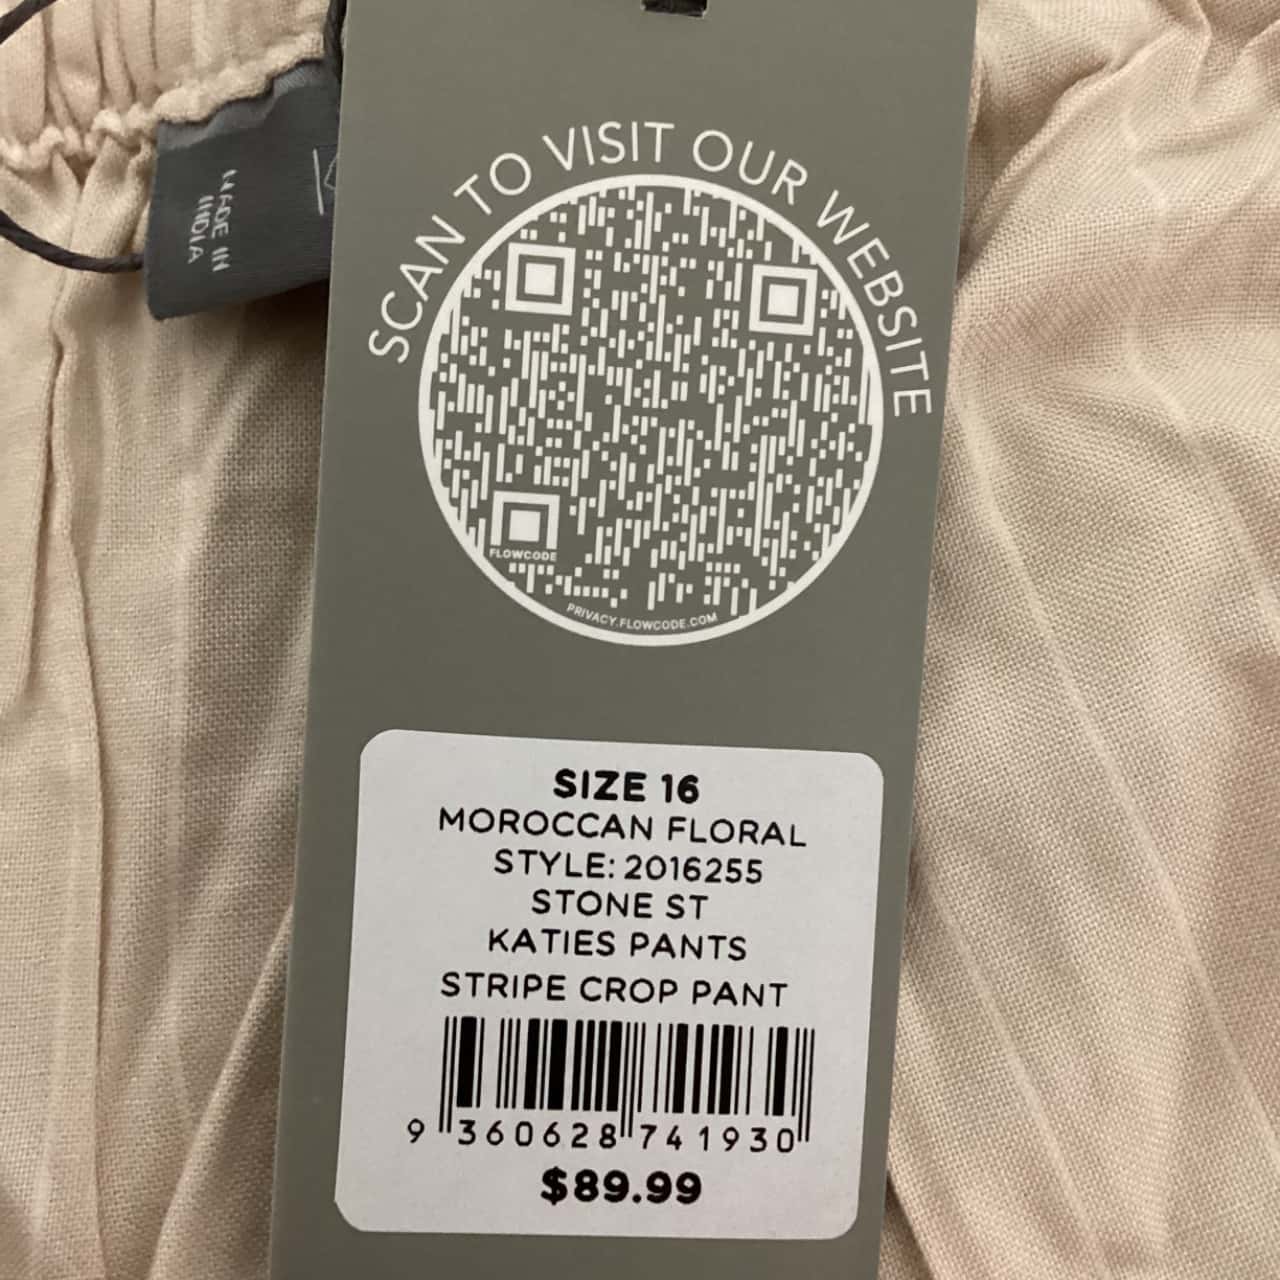 MADE IN
INDIA
SCAN TO VISIT OUR WEBSITE
FLOWCODE
PRIVACY.FLOWCODE.COM
SIZE 16
MOROCCAN FLORAL
STYLE: 2016255
STONE ST
KATIES PANTS
STRIPE CROP PANT
9 360628 741930
$89.99